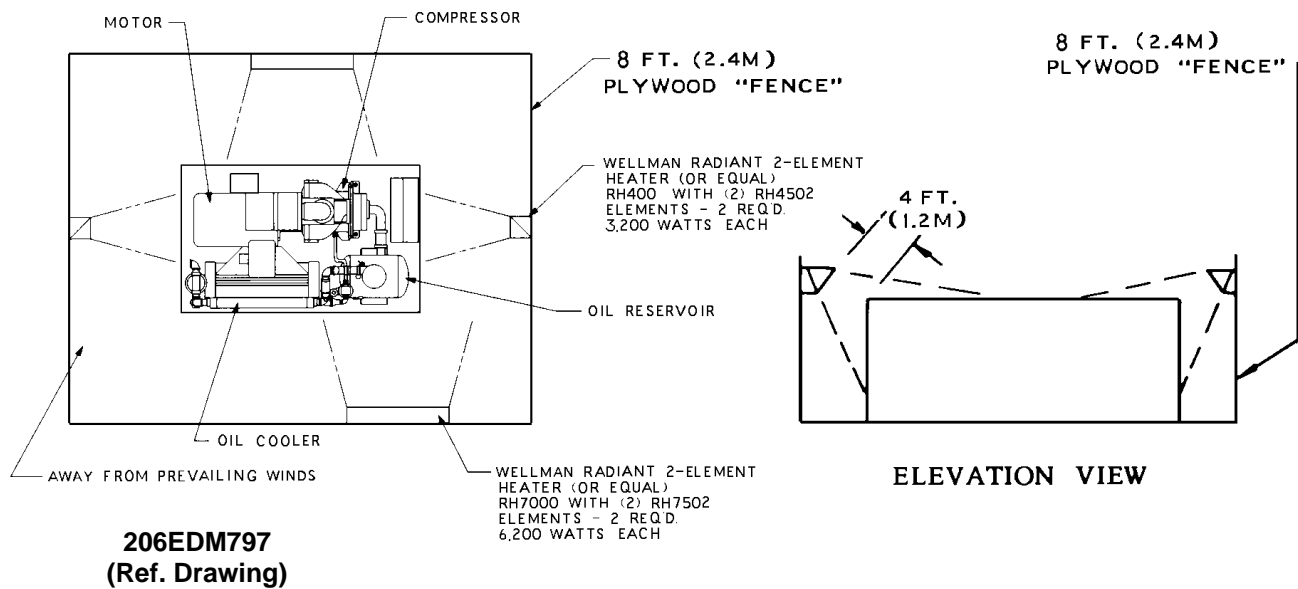 MOTOR
COMPRESSOR
8 FT. (2.4M)
PLYWOOD "FENCE"
WELLMAN RADIANT 2-ELEMENT
HEATER (OR EQUAL)
RH400 WITH (2) RH4502
ELEMENTS - 2 REQ'D.
3,200 WATTS EACH
OIL RESERVOIR
OIL COOLER
AWAY FROM PREVAILING WINDS
WELLMAN RADIANT 2-ELEMENT
HEATER (OR EQUAL)
RH7000 WITH (2) RH7502
ELEMENTS - 2 REQ'D.
6,200 WATTS EACH
206EDM797
(Ref. Drawing)
8 FT. (2.4M)
PLYWOOD "FENCE"
4 FT.
(1.2M)
ELEVATION VIEW